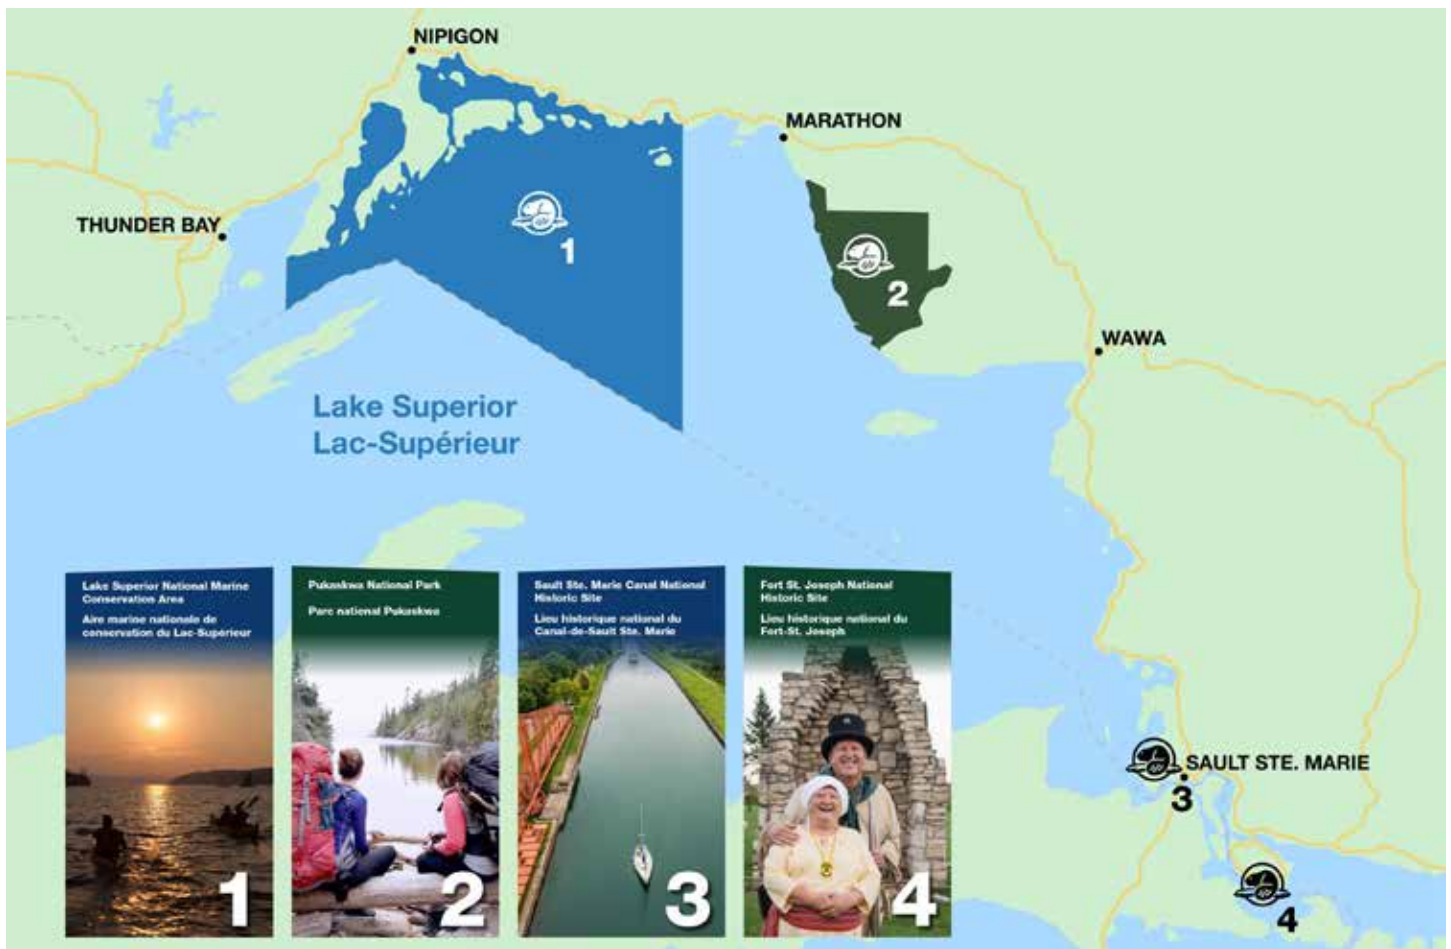 NIPIGON
MARATHON
THUNDER BAY
1
2
WAWA
Lake Superior
Lac-Supérieur
Lake Superior National Marine
Conservation Area
Aire marine nationale de
conservation du Lac-Supérieur
1
Pukaskwa National Park
Parc national Pukaskwa
2
Sault Ste. Marie Canal National
Historic Site
Lieu historique national du
Canal-de-Sault Ste. Marie
3
Fort St. Joseph National
Historic Site
Lieu historique national du
Fort-St. Joseph
4
SAULT STE. MARIE
3
4